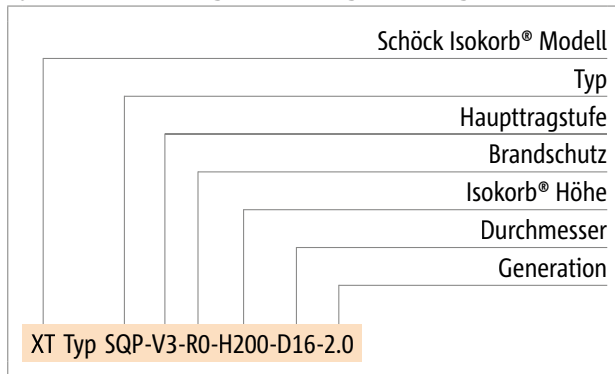 Schöck Isokorb® Modell
Typ
Haupttragstufe
Brandschutz
Isokorb® Höhe
Durchmesser
Generation
XT Typ SQP-V3-R0-H200-D16-2.0